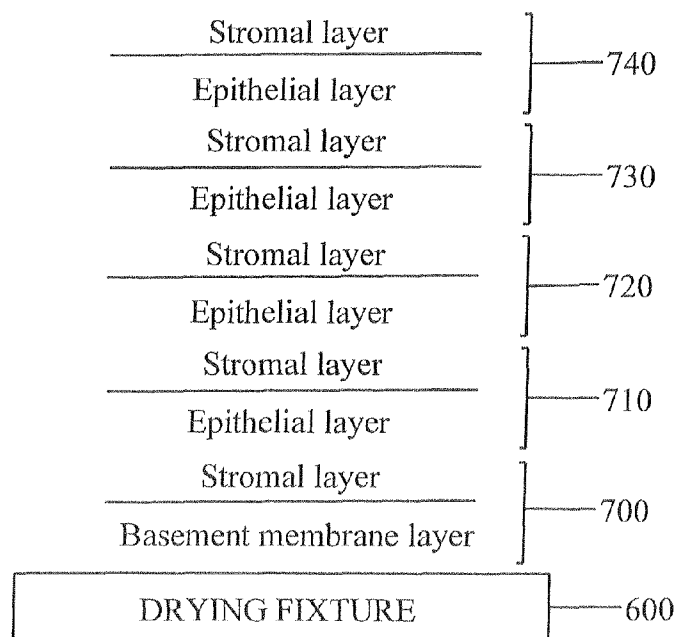 Stromal layer
740
Epithelial layer
Stromal layer
730
Epithelial layer
Stromal layer
720
Epithelial layer
Stromal layer
710
Epithelial layer
Stromal layer
700
Basement membrane layer
DRYING FIXTURE 600